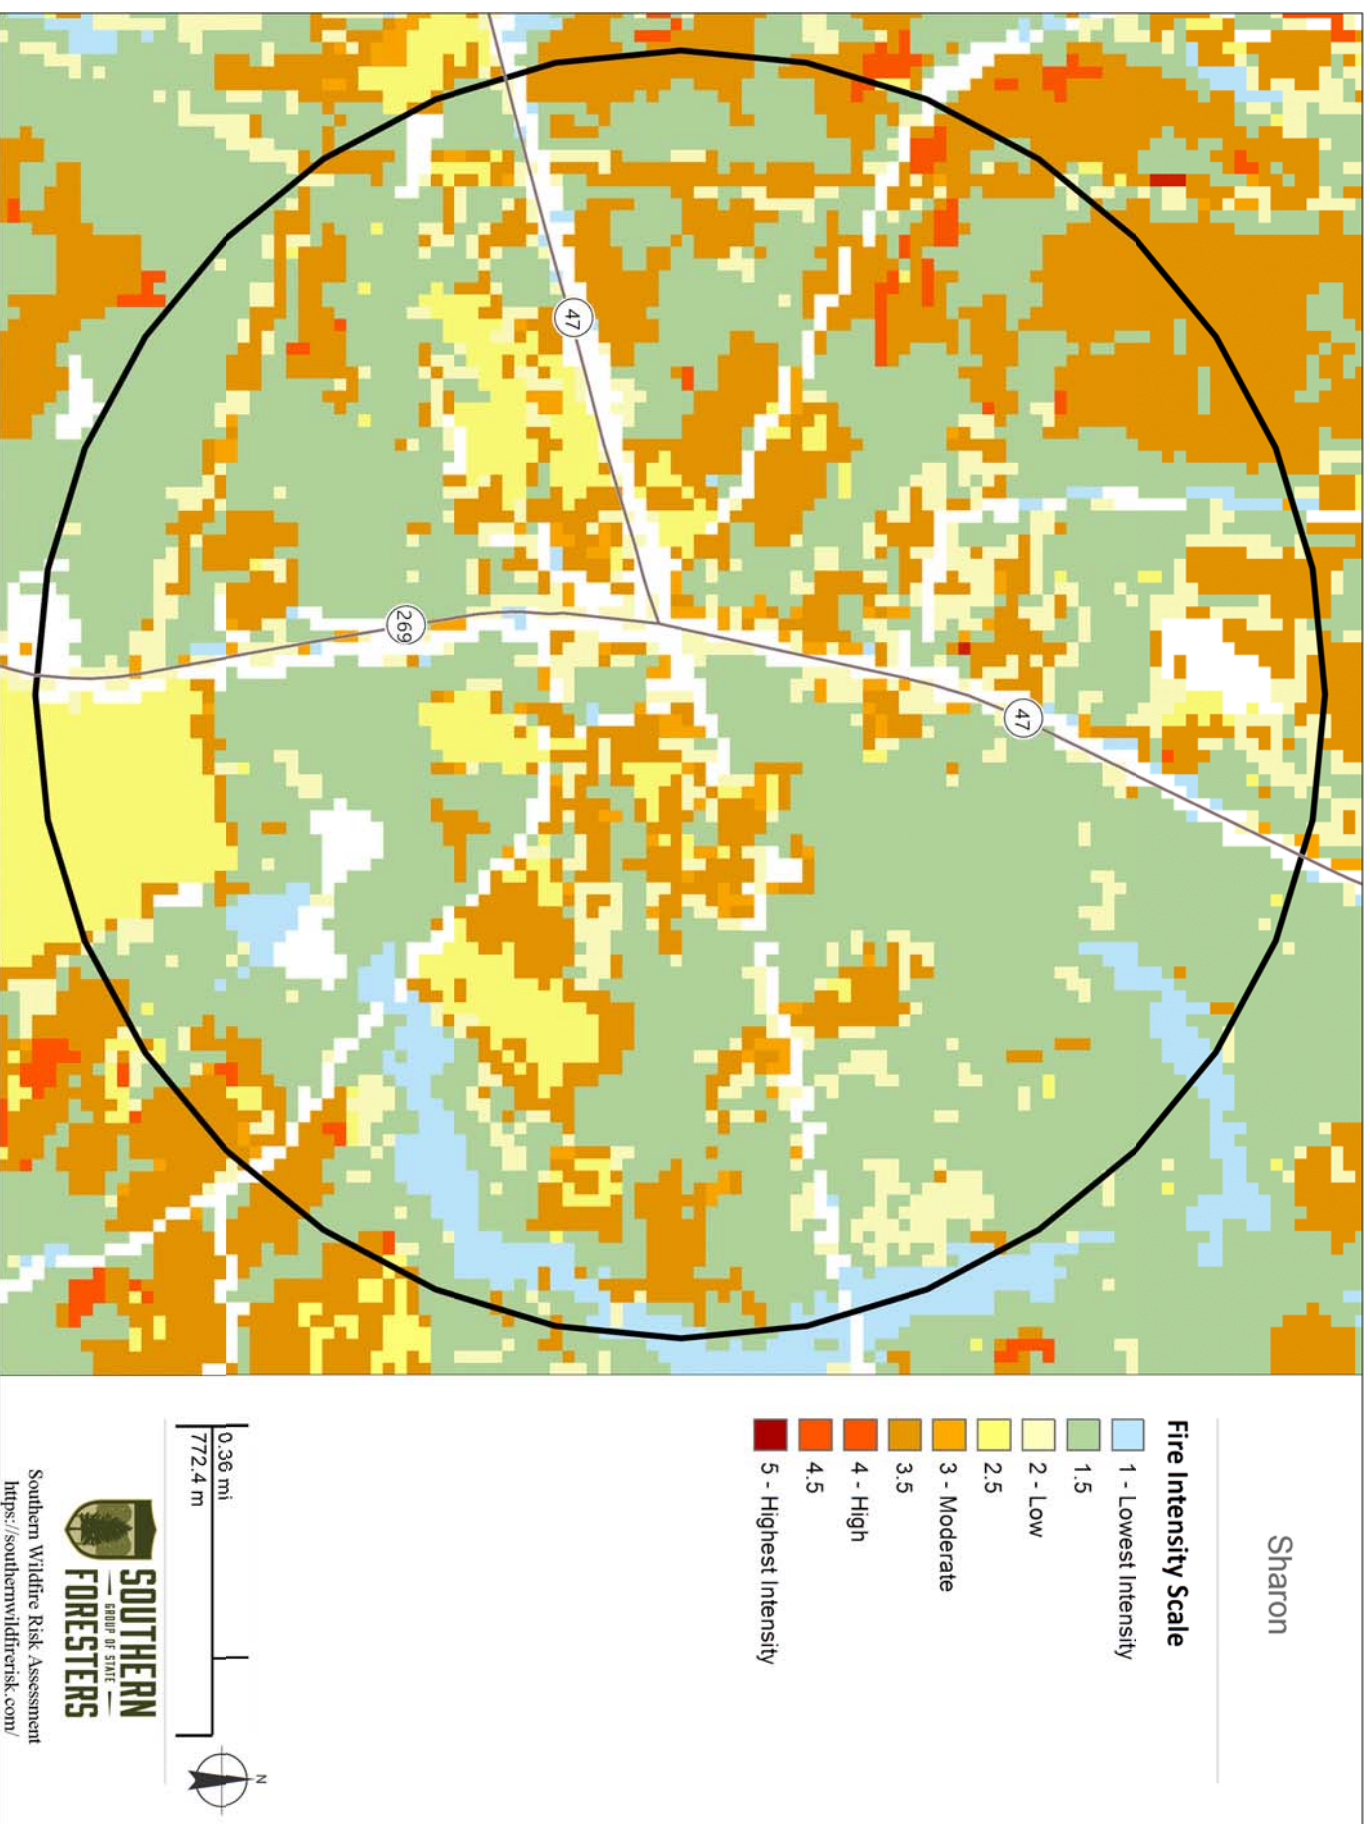 Sharon
Fire Intensity Scale
1 - Lowest Intensity
1.5
2 - Low
2.5
3 - Moderate
3.5
4 - High
4.5
5 - Highest Intensity
0.36 mi
772.4 m
N
SOUTHERN
GROUP OF STATE
FORESTERS
Southern Wildfire Risk Assessment
https://southernwildfirerisk.com/
47
47
269